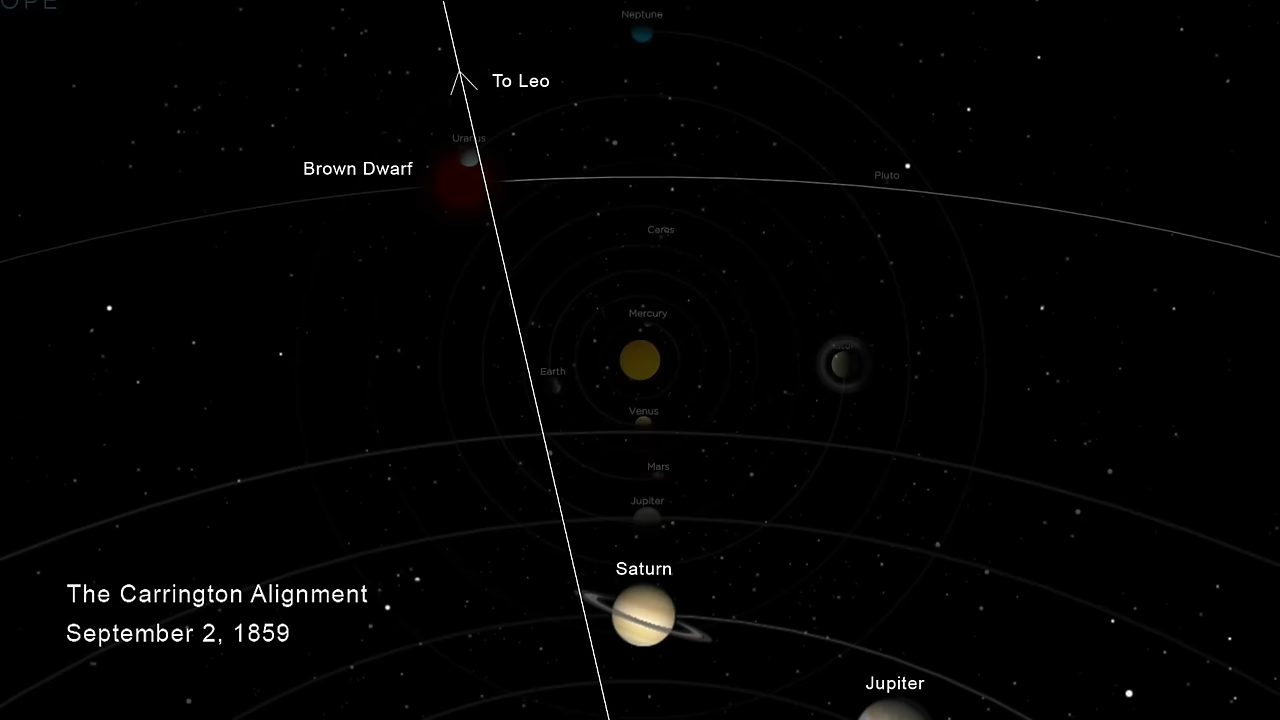 OPE
Neptune
To Leo
Uranus
Brown Dwarf
Pluto
Ceres
Mercury
Earth
Venus
Mars
Jupiter
Saturn
The Carrington Alignment
September 2, 1859
Jupiter